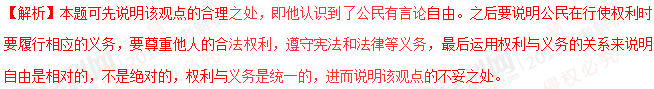 【解析】本题可先说明该观点的合理之处，即他认识到了公民有言论自由。之后要说明公民在行使权利时
要履行相应的义务，要尊重他人的合法权利，遵守宪法和法律等义务，最后运用权利与义务的关系来说明
自由是相对的，不是绝对的，权利与义务是统一的，进而说明该观点的不妥之处。